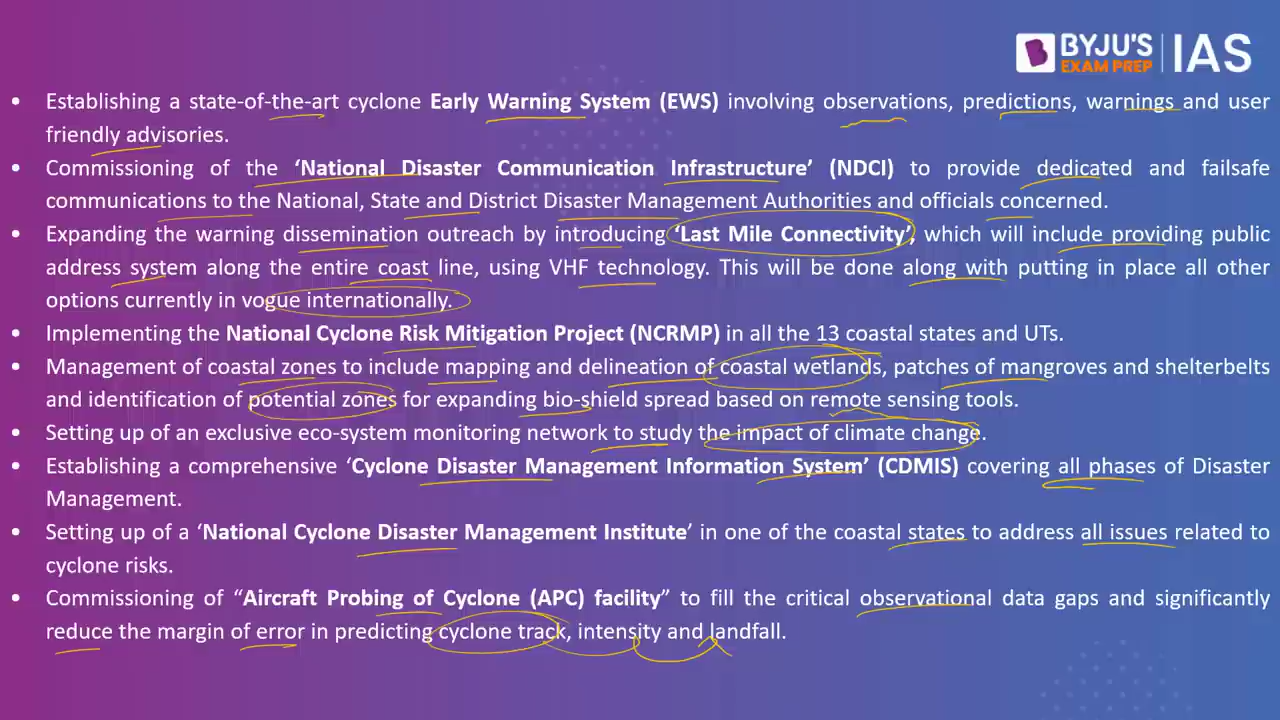 BYJU'S
EXAM PREP
IAS
• Establishing a state-of-the-art cyclone Early Warning System (EWS) involving observations, predictions, warnings and user
friendly advisories.
• Commissioning of the ‘National Disaster Communication Infrastructure’ (NDCI) to provide dedicated and failsafe
communications to the National, State and District Disaster Management Authorities and officials concerned.
• Expanding the warning dissemination outreach by introducing ‘Last Mile Connectivity’, which will include providing public
address system along the entire coast line, using VHF technology. This will be done along with putting in place all other
options currently in vogue internationally.
• Implementing the National Cyclone Risk Mitigation Project (NCRMP) in all the 13 coastal states and UTs.
• Management of coastal zones to include mapping and delineation of coastal wetlands, patches of mangroves and shelterbelts
and identification of potential zones for expanding bio-shield spread based on remote sensing tools.
• Setting up of an exclusive eco-system monitoring network to study the impact of climate change.
• Establishing a comprehensive ‘Cyclone Disaster Management Information System’ (CDMIS) covering all phases of Disaster
Management.
• Setting up of a ‘National Cyclone Disaster Management Institute’ in one of the coastal states to address all issues related to
cyclone risks.
• Commissioning of “Aircraft Probing of Cyclone (APC) facility” to fill the critical observational data gaps and significantly
reduce the margin of error in predicting cyclone track, intensity and landfall.